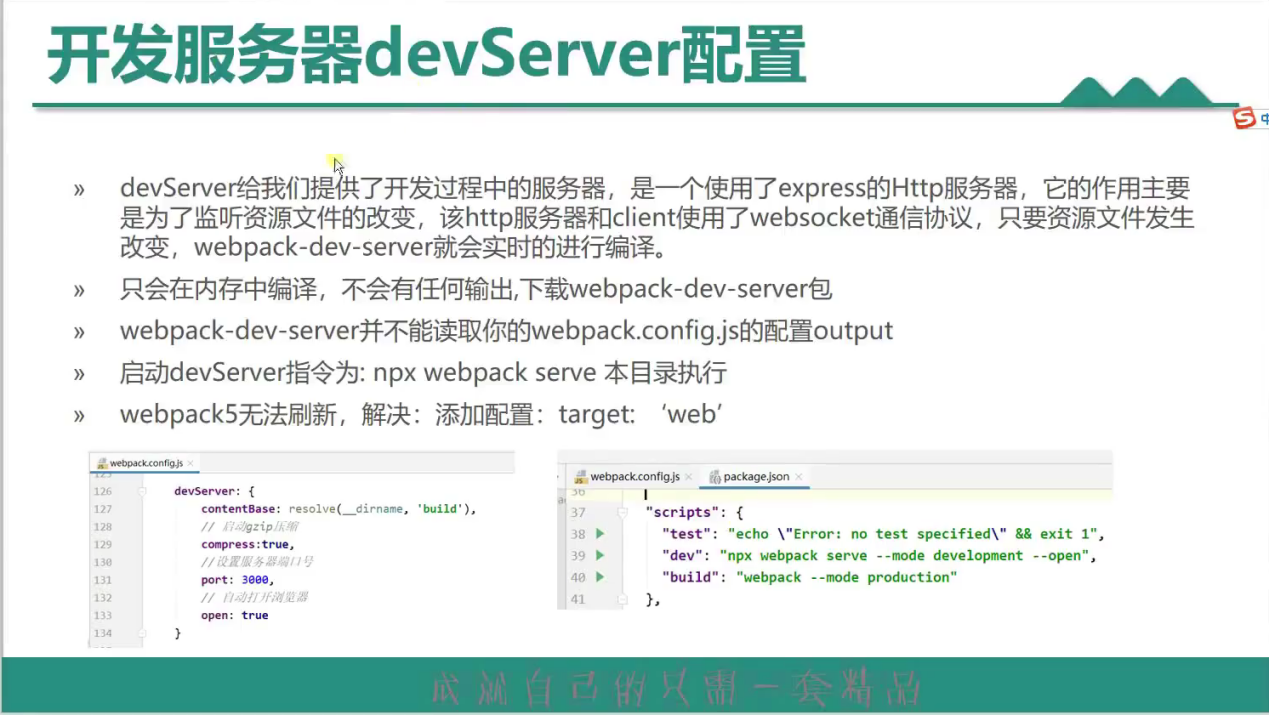 开发服务器devServer配置
中
» devServer给我们提供了开发过程中的服务器，是一个使用了express的Http服务器，它的作用主要
是为了监听资源文件的改变，该http服务器和client使用了websocket通信协议，只要资源文件发生
改变，webpack-dev-server就会实时的进行编译。
» 只会在内存中编译，不会有任何输出,下载webpack-dev-server包
» webpack-dev-server并不能读取你的webpack.config.js的配置output
» 启动devServer指令为: npx webpack serve 本目录执行
» webpack5无法刷新，解决：添加配置：target: ‘web’
webpack.config.js ×
125
126 devServer: {
127 contentBase: resolve(__dirname, 'build'),
128 // 启动gzip压缩
129 compress:true,
130 //设置服务器端口号
131 port: 3000,
132 // 自动打开浏览器
133 open: true
134 }
webpack.config.js × package.json ×
36
37 "scripts": {
38 "test": "echo \"Error: no test specified\" && exit 1",
39 "dev": "npx webpack serve --mode development --open",
40 "build": "webpack --mode production"
41 },
成就自己的只需一套精品